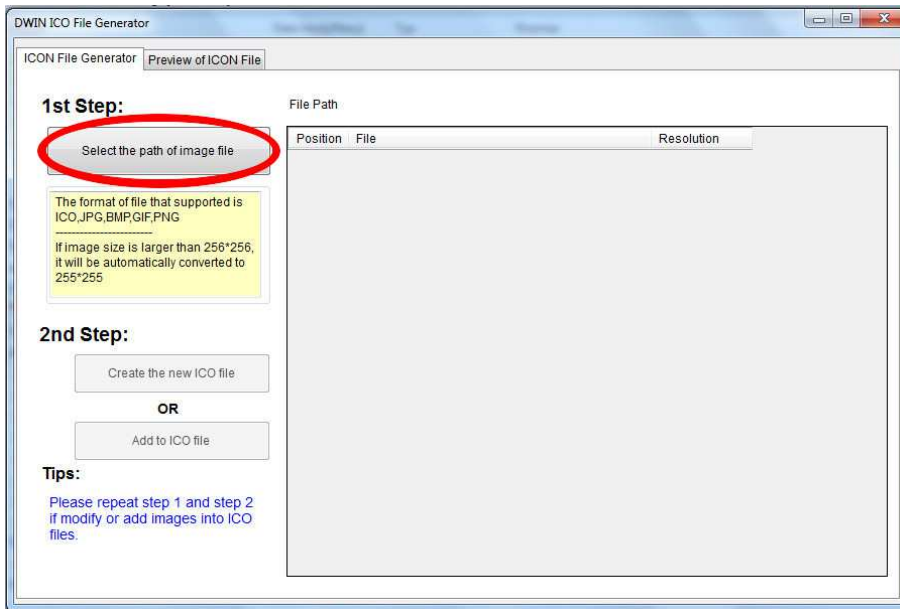 DWIN ICO File Generator
ICON File Generator
Preview of ICON File
1st Step:
File Path
Select the path of image file
Position File Resolution
The format of file that supported is
ICO,JPG,BMP,GIF,PNG
------------------------
If image size is larger than 256*256,
it will be automatically converted to
255*255
2nd Step:
Create the new ICO file
OR
Add to ICO file
Tips:
Please repeat step 1 and step 2
if modify or add images into ICO
files.